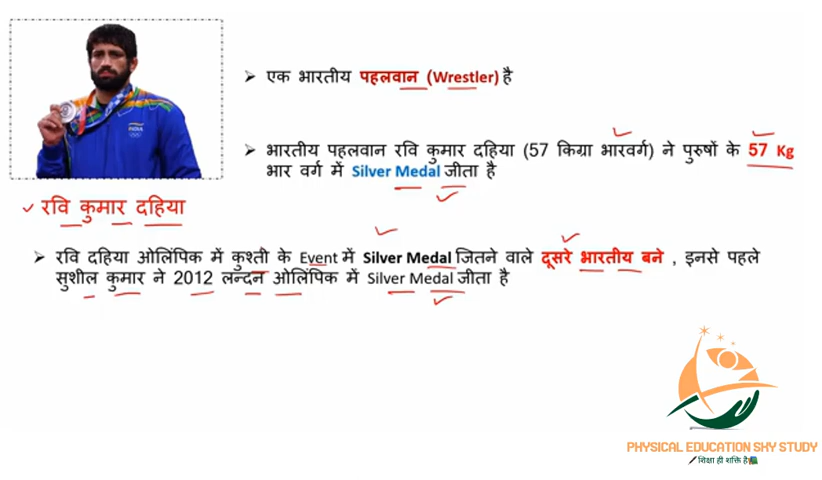 ➢ एक भारतीय पहलवान (Wrestler) है
➢ भारतीय पहलवान रवि कुमार दहिया (57 किग्रा भारवर्ग) ने पुरुषों के 57 Kg
भार वर्ग में Silver Medal जीता है
रवि कुमार दहिया
➢ रवि दहिया ओलिंपिक में कुश्ती के Event में Silver Medal जितने वाले दूसरे भारतीय बने , इनसे पहले
सुशील कुमार ने 2012 लन्दन ओलिंपिक में Silver Medal जीता है
INDIA
PHYSICAL EDUCATION SKY STUDY
शिक्षा ही शक्ति है